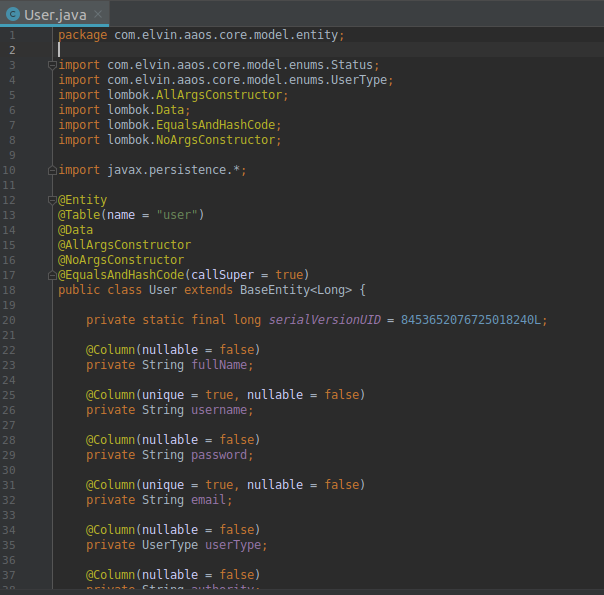 User.java
1 package com.elvin.aaos.core.model.entity;
2
3 import com.elvin.aaos.core.model.enums.Status;
4 import com.elvin.aaos.core.model.enums.UserType;
5 import lombok.AllArgsConstructor;
6 import lombok.Data;
7 import lombok.EqualsAndHashCode;
8 import lombok.NoArgsConstructor;
9
10 import javax.persistence.*;
11
12 @Entity
13 @Table(name = "user")
14 @Data
15 @AllArgsConstructor
16 @NoArgsConstructor
17 @EqualsAndHashCode(callSuper = true)
18 public class User extends BaseEntity<Long> {
19
20 private static final long serialVersionUID = 8453652076725018240L;
21
22 @Column(nullable = false)
23 private String fullName;
24
25 @Column(unique = true, nullable = false)
26 private String username;
27
28 @Column(nullable = false)
29 private String password;
30
31 @Column(unique = true, nullable = false)
32 private String email;
33
34 @Column(nullable = false)
35 private UserType userType;
36
37 @Column(nullable = false)
38 private String authority;